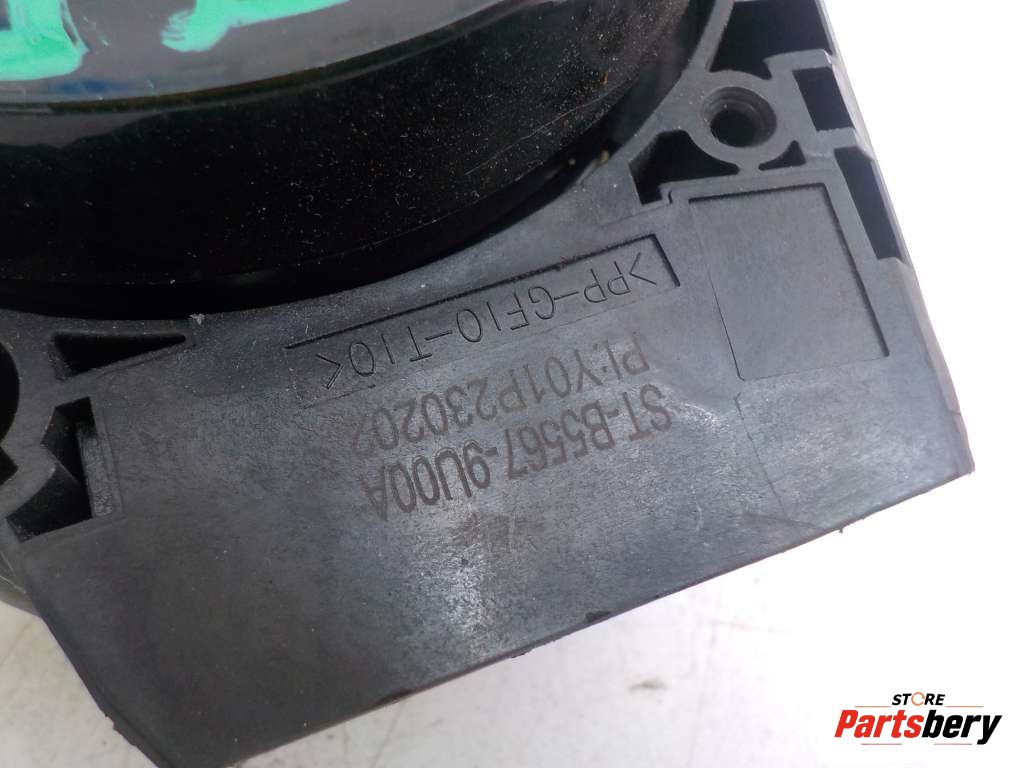 >PP-GF10-T10<
PI:Y01P230202
ST-B5567-9U00A
STORE
Partsbery